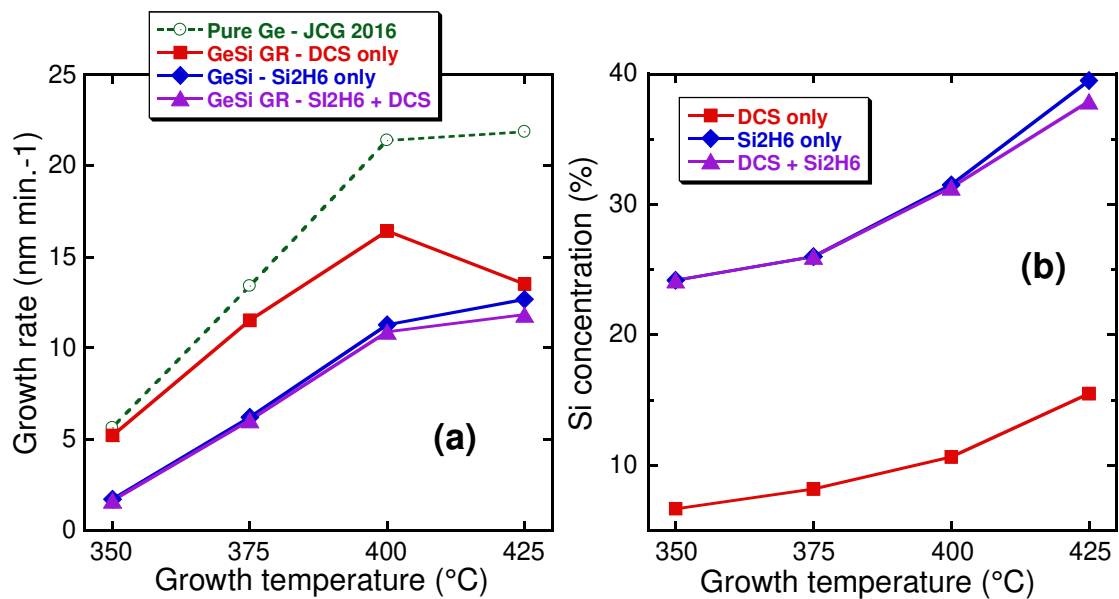 Pure Ge - JCG 2016
GeSi GR - DCS only
GeSi - Si2H6 only
GeSi GR - SI2H6 + DCS
25
20
15
10
5
0
Growth rate (nm min.-1)
(a)
350
375
400
425
Growth temperature (°C)
DCS only
Si2H6 only
DCS + Si2H6
40
30
20
10
Si concentration (%)
(b)
350
375
400
425
Growth temperature (°C)